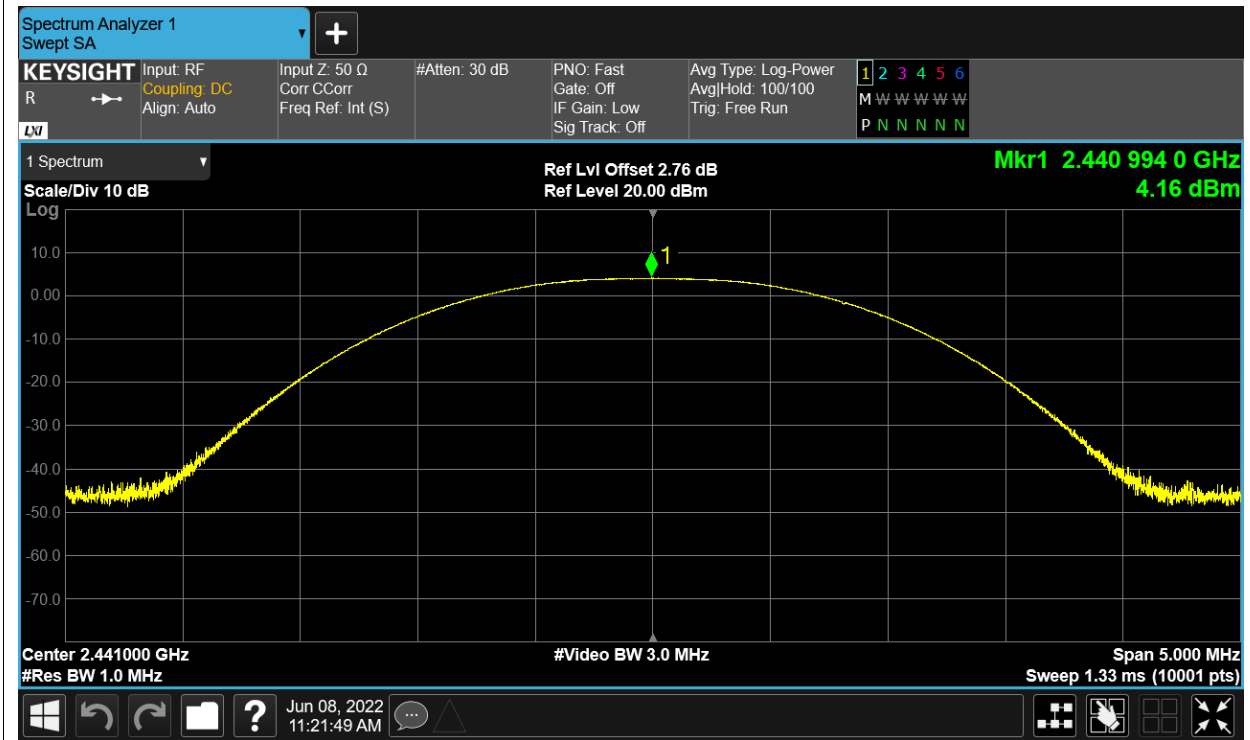 Spectrum Analyzer 1
Swept SA
+
KEYSIGHT
R
LXI
Input: RF
Coupling: DC
Align: Auto
Input Z: 50 Ω
Corr CCorr
Freq Ref: Int (S)
#Atten: 30 dB
PNO: Fast
Gate: Off
IF Gain: Low
Sig Track: Off
Avg Type: Log-Power
Avg|Hold: 100/100
Trig: Free Run
1 2 3 4 5 6
M W W W W W
P N N N N N
1 Spectrum
Scale/Div 10 dB
Log
Ref Lvl Offset 2.76 dB
Ref Level 20.00 dBm
Mkr1 2.440 994 0 GHz
4.16 dBm
1
10.0
0.00
-10.0
-20.0
-30.0
-40.0
-50.0
-60.0
-70.0
Center 2.441000 GHz
#Res BW 1.0 MHz
#Video BW 3.0 MHz
Span 5.000 MHz
Sweep 1.33 ms (10001 pts)
?
Jun 08, 2022
11:21:49 AM